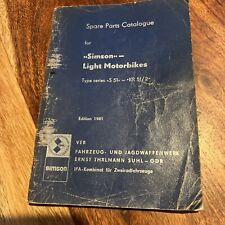 Spare Parts Catalogue
for
»Simson« –
Light Motorbikes
Type series »S 51« – »KR 51/2«
Edition 1981
SIMSON
VEB
FAHRZEUG- UND JAGDWAFFENWERK
ERNST THÄLMANN SUHL – GDR
IFA-Kombinat für Zweiradfahrzeuge